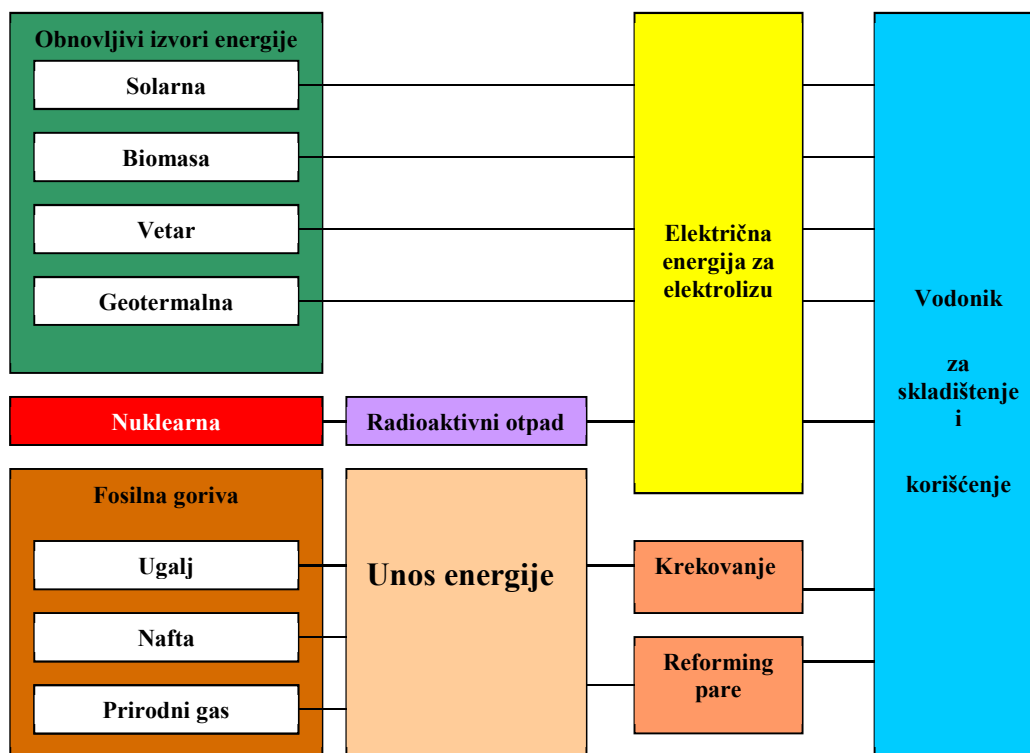 Obnovljivi izvori energije
Solarna
Biomasa
Vetar
Geotermalna
Nuklearna
Radioaktivni otpad
Fosilna goriva
Ugalj
Nafta
Prirodni gas
Unos energije
Električna
energija za
elektrolizu
Krekovanje
Reforming
pare
Vodonik
za
skladištenje
i
korišćenje